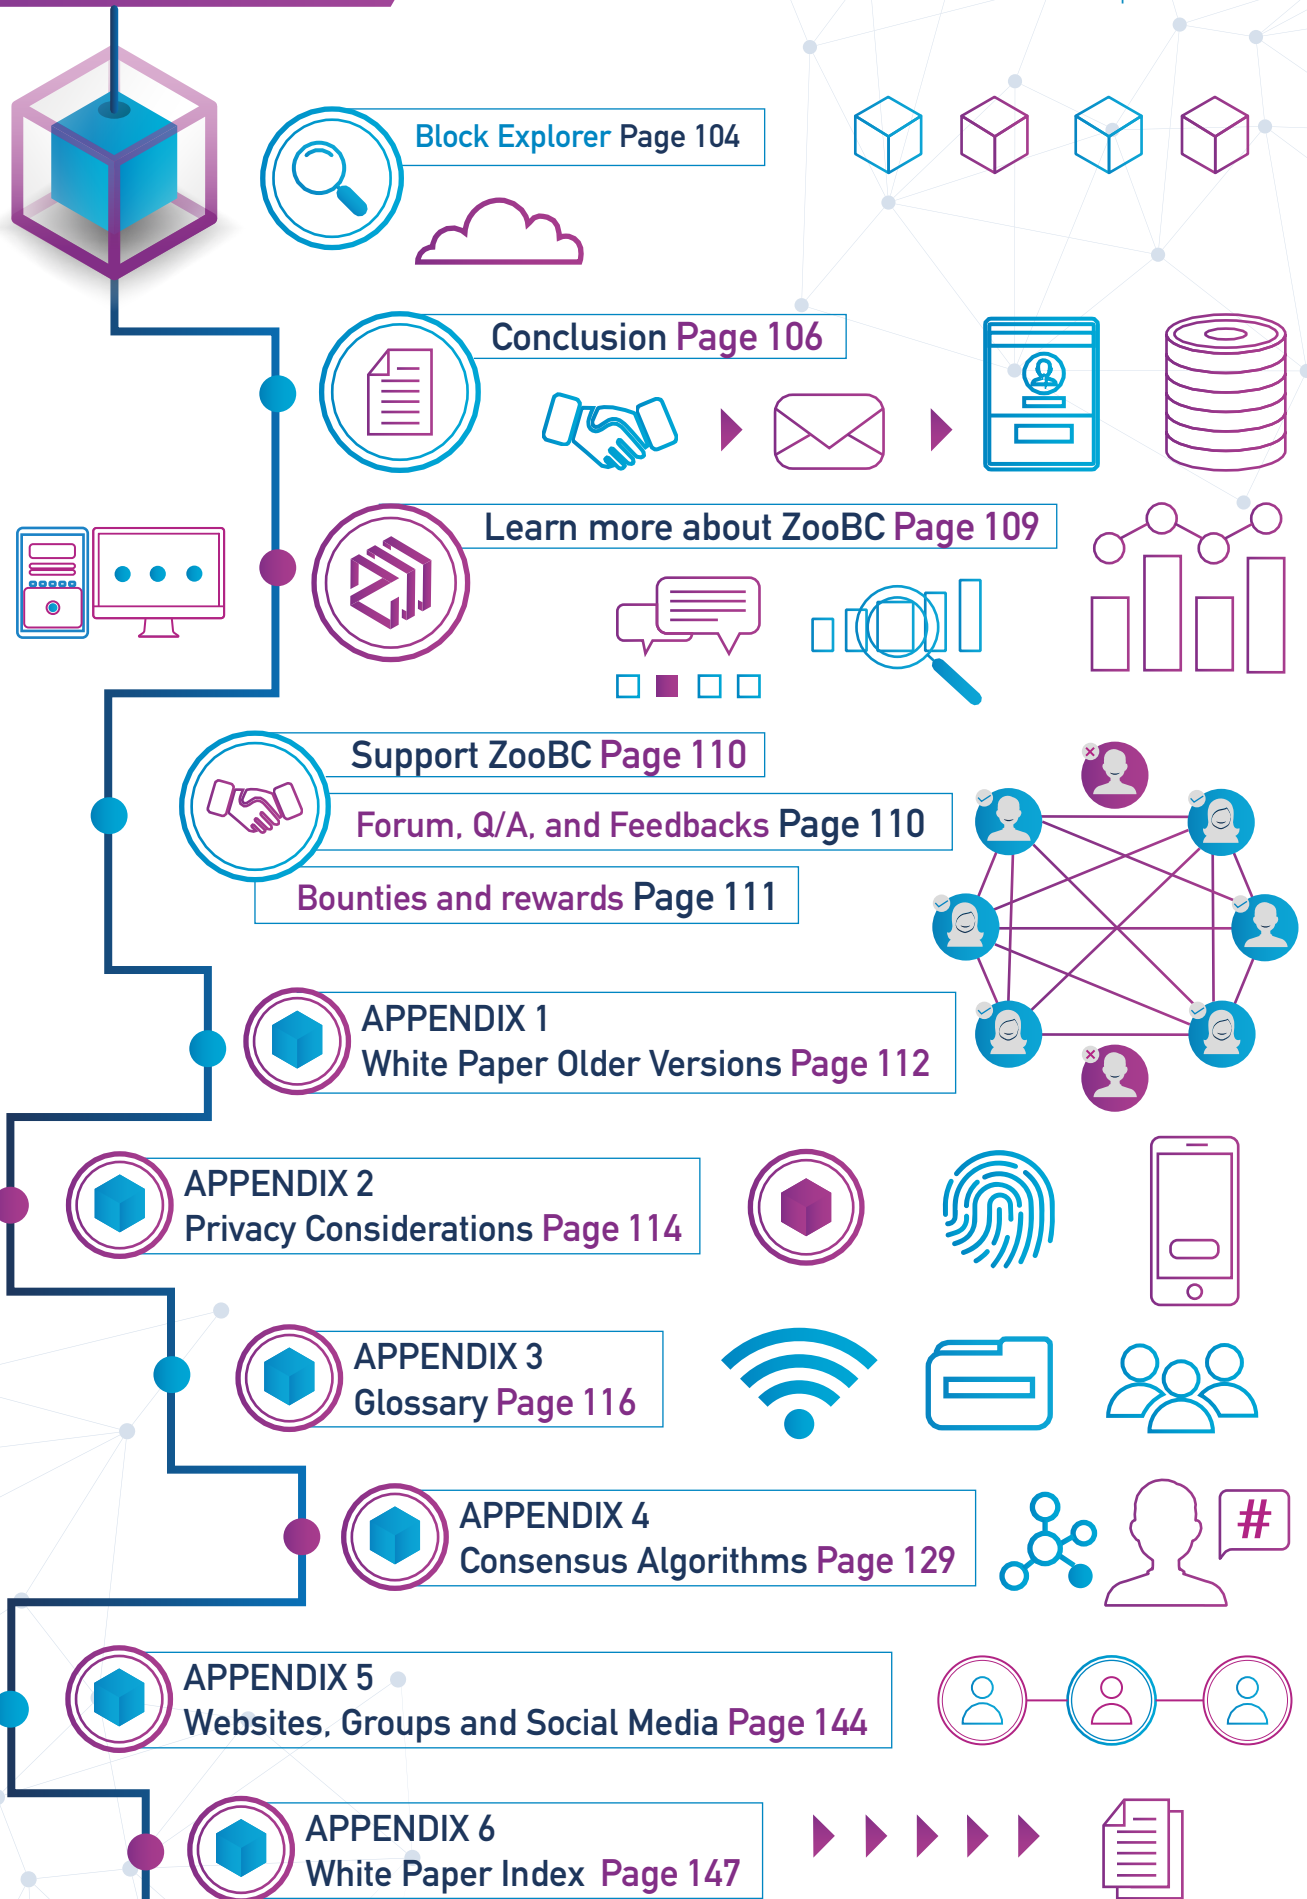 Block Explorer Page 104
Conclusion Page 106
Learn more about ZooBC Page 109
Support ZooBC Page 110
Forum, Q/A, and Feedbacks Page 110
Bounties and rewards Page 111
APPENDIX 1
White Paper Older Versions Page 112
APPENDIX 2
Privacy Considerations Page 114
APPENDIX 3
Glossary Page 116
APPENDIX 4
Consensus Algorithms Page 129
#
APPENDIX 5
Websites, Groups and Social Media Page 144
APPENDIX 6
White Paper Index Page 147